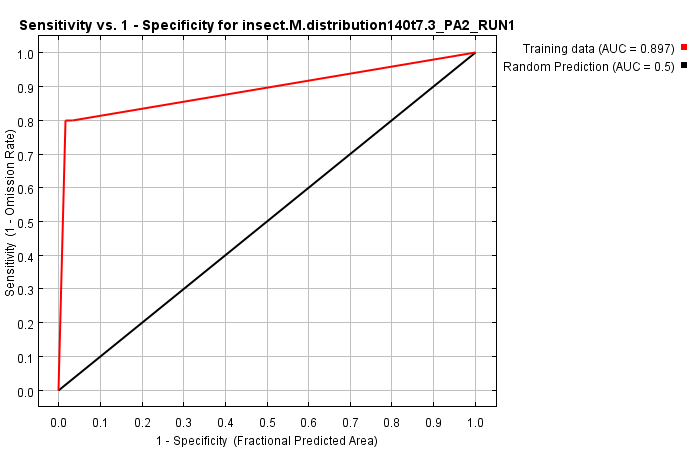 Sensitivity vs. 1 - Specificity for insect.M.distribution140t7.3_PA2_RUN1
Training data (AUC = 0.897)
Random Prediction (AUC = 0.5)
Sensitivity (1 - Omission Rate)
1.0
0.9
0.8
0.7
0.6
0.5
0.4
0.3
0.2
0.1
0.0
0.0 0.1 0.2 0.3 0.4 0.5 0.6 0.7 0.8 0.9 1.0
1 - Specificity (Fractional Predicted Area)